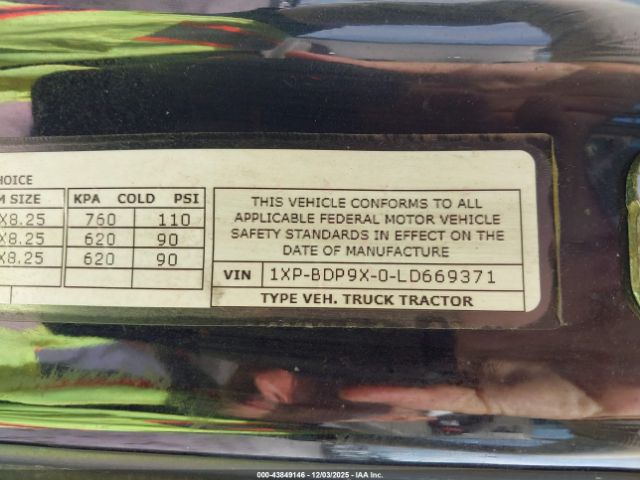 HOICE
M SIZE KPA COLD PSI
X8.25 760 110
X8.25 620 90
X8.25 620 90
THIS VEHICLE CONFORMS TO ALL
APPLICABLE FEDERAL MOTOR VEHICLE
SAFETY STANDARDS IN EFFECT ON THE
DATE OF MANUFACTURE
VIN 1XP-BDP9X-0-LD669371
TYPE VEH. TRUCK TRACTOR
000-43849146 - 12/03/2025 - IAA Inc.